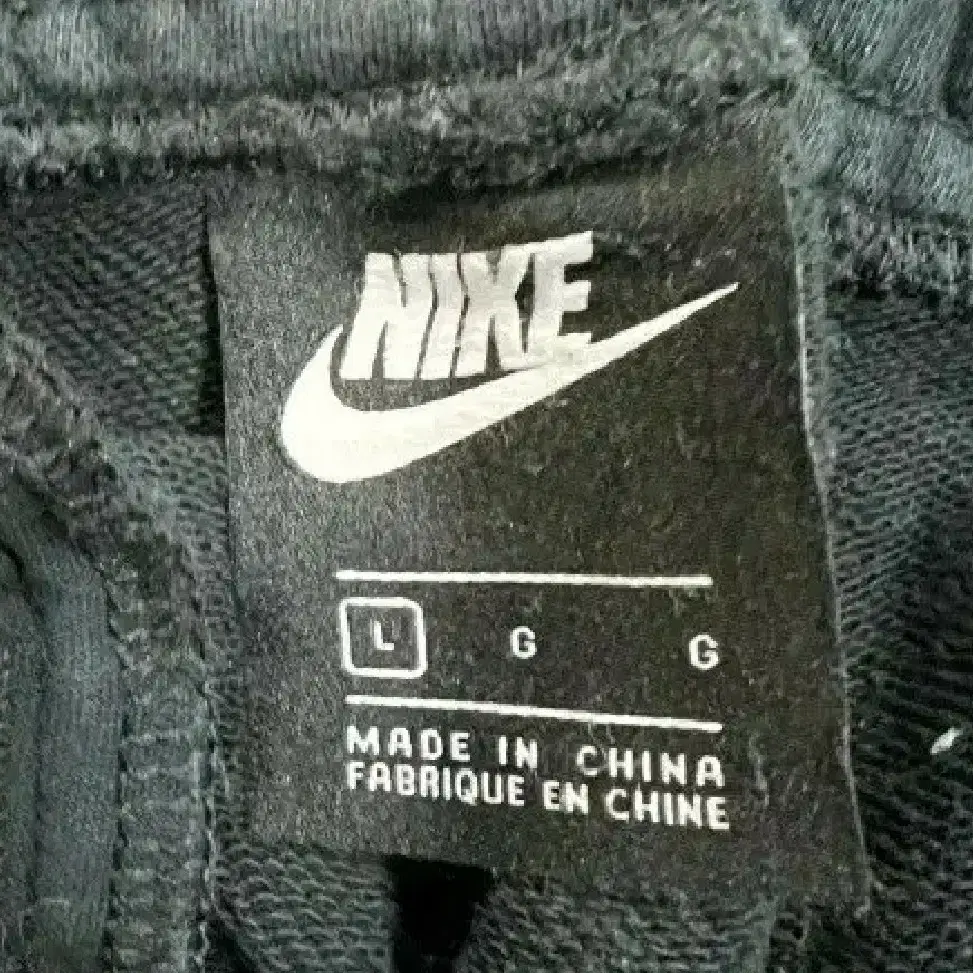 NIKE
L G G
MADE IN CHINA
FABRIQUE EN CHINE